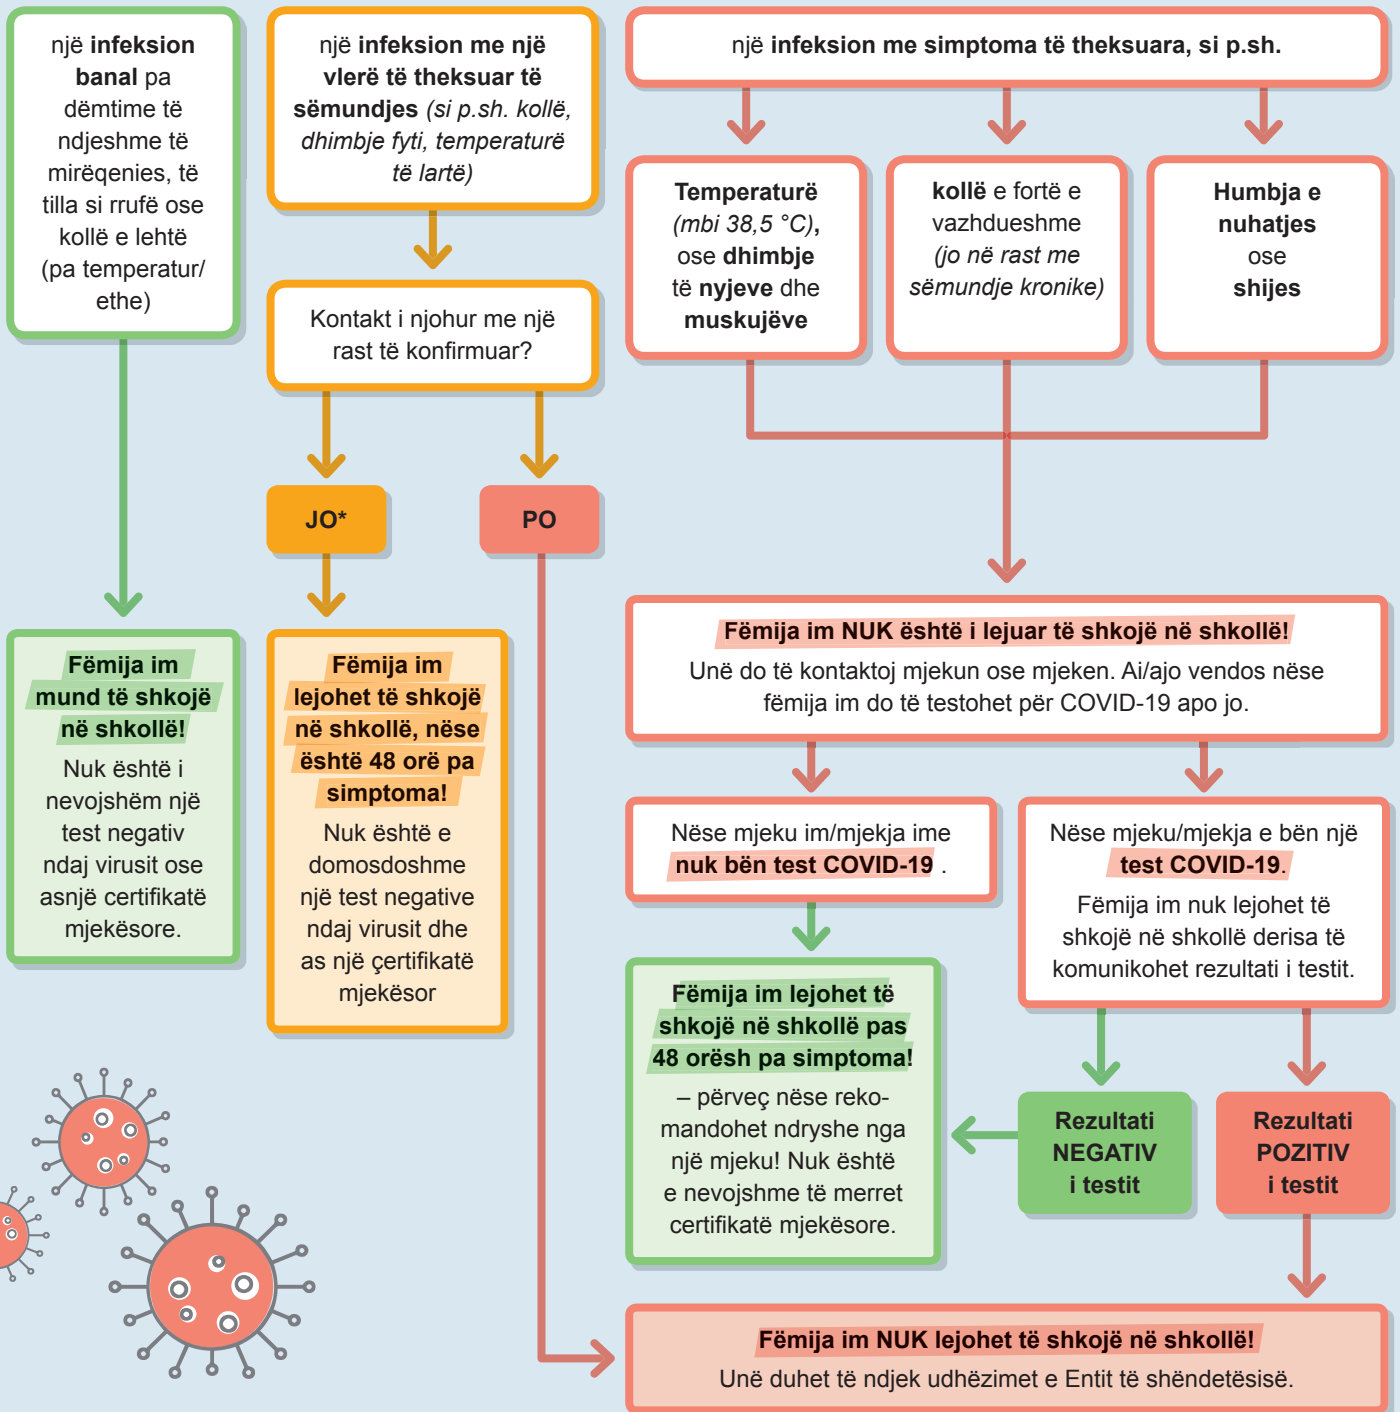 një infeksion
banal pa
dëmtime të
ndjeshme të
mirëqenies, të
tilla si rrufë ose
kollë e lehtë
(pa temperatur/
ethe)
një infeksion me një
vlerë të theksuar të
sëmundjes (si p.sh. kollë,
dhimbje fyti, temperaturë
të lartë)
një infeksion me simptoma të theksuara, si p.sh.
Kontakt i njohur me një
rast të konfirmuar?
Temperaturë
(mbi 38,5 °C),
ose dhimbje
të nyjeve dhe
muskujëve
kollë e fortë e
vazhdueshme
(jo në rast me
sëmundje kronike)
Humbja e
nuhatjes
ose
shijes
JO*
PO
Fëmija im
mund të shkojë
në shkollë!
Nuk është i
nevojshëm një
test negativ
ndaj virusit ose
asnjë certifikatë
mjekësore.
Fëmija im
lejohet të shkojë
në shkollë, nëse
është 48 orë pa
simptoma!
Nuk është e
domosdoshme
një test negative
ndaj virusit dhe
as një çertifikatë
mjekësor
Fëmija im NUK është i lejuar të shkojë në shkollë!
Unë do të kontaktoj mjekun ose mjeken. Ai/ajo vendos nëse
fëmija im do të testohet për COVID-19 apo jo.
Nëse mjeku im/mjekja ime
nuk bën test COVID-19 .
Nëse mjeku/mjekja e bën një
test COVID-19.
Fëmija im nuk lejohet të
shkojë në shkollë derisa të
komunikohet rezultati i testit.
Fëmija im lejohet të
shkojë në shkollë pas
48 orësh pa simptoma!
– përveç nëse reko-
mandohet ndryshe nga
një mjeku! Nuk është
e nevojshme të merret
certifikatë mjekësore.
Rezultati
NEGATIV
i testit
Rezultati
POZITIV
i testit
Fëmija im NUK lejohet të shkojë në shkollë!
Unë duhet të ndjek udhëzimet e Entit të shëndetësisë.